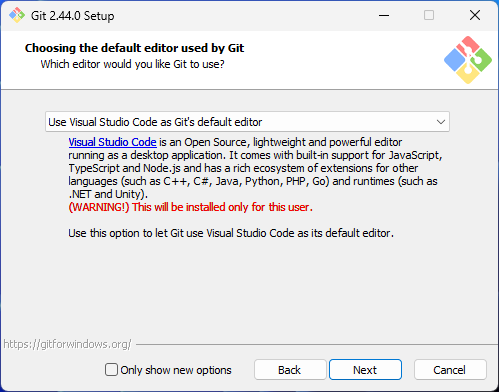 Git 2.44.0 Setup
Choosing the default editor used by Git
Which editor would you like Git to use?
Use Visual Studio Code as Git's default editor
Visual Studio Code is an Open Source, lightweight and powerful editor
running as a desktop application. It comes with built-in support for JavaScript,
TypeScript and Node.js and has a rich ecosystem of extensions for other
languages (such as C++, C#, Java, Python, PHP, Go) and runtimes (such as
.NET and Unity).
(WARNING!) This will be installed only for this user.
Use this option to let Git use Visual Studio Code as its default editor.
https://gitforwindows.org/
Only show new options
Back
Next
Cancel